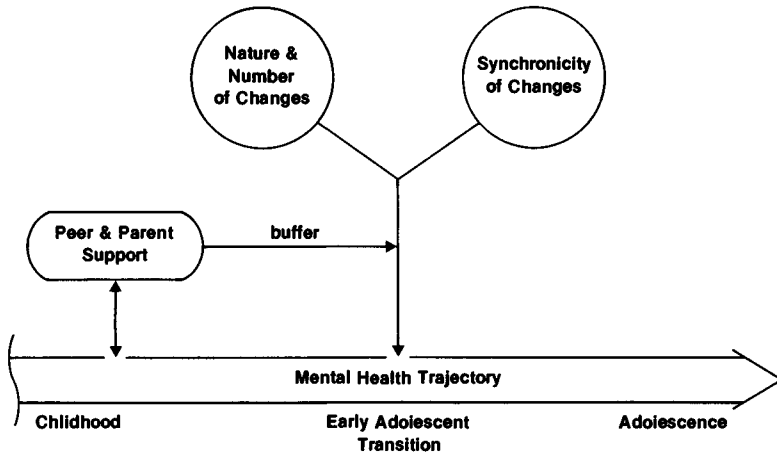 Nature &
Number
of Changes
Synchronicity
of Changes
Peer & Parent
Support
buffer
Mental Health Trajectory
Chlidhood
Early Adoiescent
Transition
Adoiescence